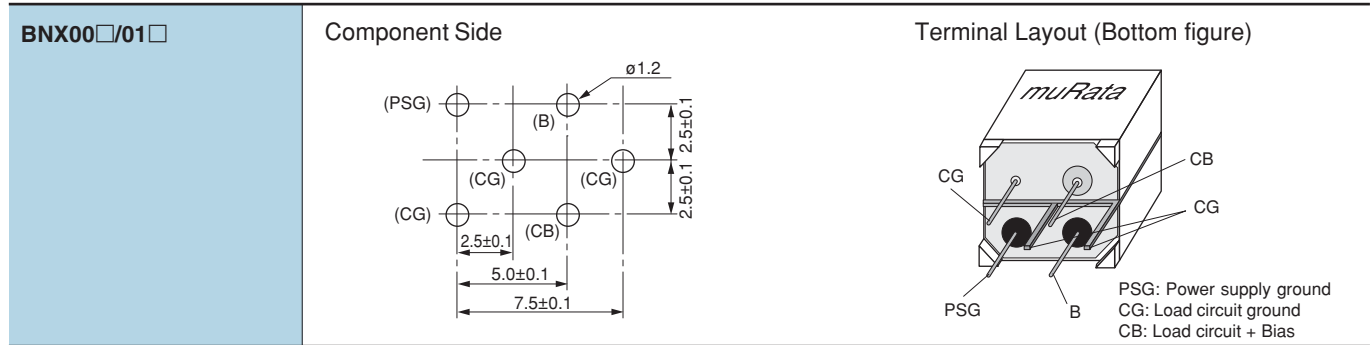 BNX00□/01□
Component Side
Terminal Layout (Bottom figure)
ø1.2
(PSG)
(B)
2.5±0.1
(CG)
(CG)
2.5±0.1
(CG)
(CB)
2.5±0.1
5.0±0.1
7.5±0.1
muRata
CB
CG
CG
PSG
B
PSG: Power supply ground
CG: Load circuit ground
CB: Load circuit + Bias